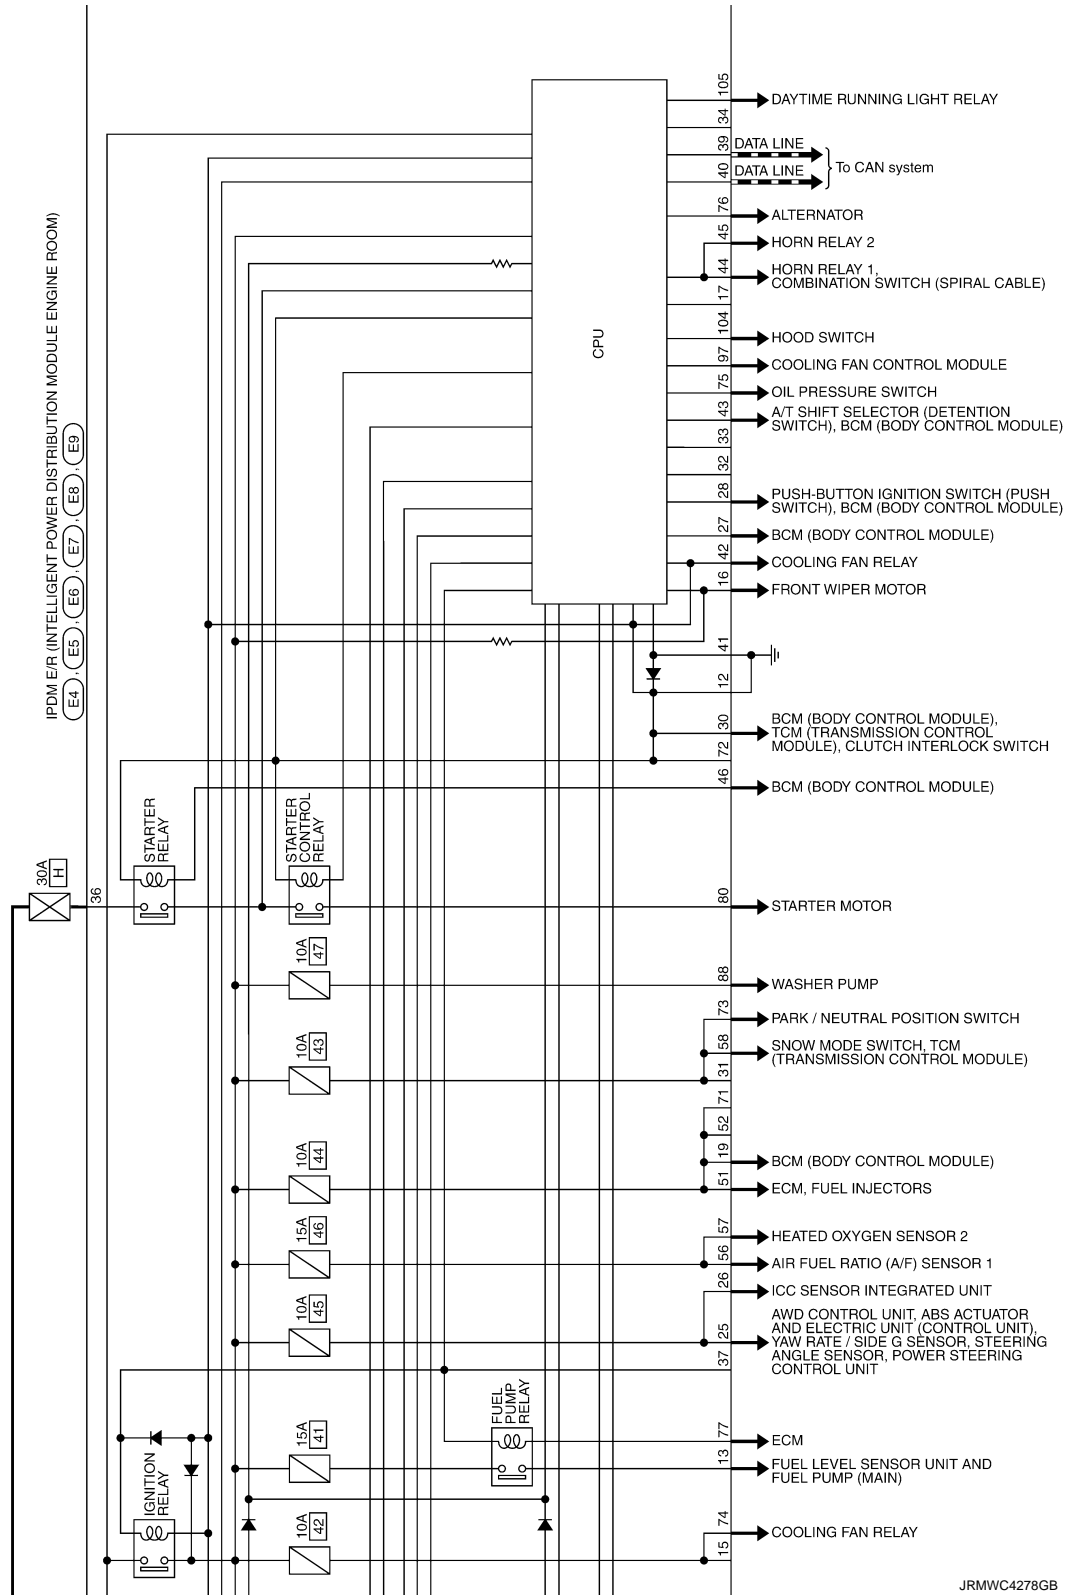 IPDM E/R (INTELLIGENT POWER DISTRIBUTION MODULE ENGINE ROOM)
E4 , E5 , E6 , E7 , E8 , E9
CPU
105
DAYTIME RUNNING LIGHT RELAY
34
39
DATA LINE
40
DATA LINE
To CAN system
76
ALTERNATOR
45
HORN RELAY 2
44
HORN RELAY 1,
COMBINATION SWITCH (SPIRAL CABLE)
17
104
HOOD SWITCH
97
COOLING FAN CONTROL MODULE
75
OIL PRESSURE SWITCH
43
A/T SHIFT SELECTOR (DETENTION
SWITCH), BCM (BODY CONTROL MODULE)
33
32
28
PUSH-BUTTON IGNITION SWITCH (PUSH
SWITCH), BCM (BODY CONTROL MODULE)
27
BCM (BODY CONTROL MODULE)
42
COOLING FAN RELAY
16
FRONT WIPER MOTOR
41
12
30
BCM (BODY CONTROL MODULE),
TCM (TRANSMISSION CONTROL
MODULE), CLUTCH INTERLOCK SWITCH
72
46
BCM (BODY CONTROL MODULE)
STARTER
RELAY
STARTER
CONTROL
RELAY
30A
H
36
80
STARTER MOTOR
10A
47
88
WASHER PUMP
73
PARK / NEUTRAL POSITION SWITCH
10A
43
58
SNOW MODE SWITCH, TCM
(TRANSMISSION CONTROL MODULE)
31
71
52
10A
44
19
BCM (BODY CONTROL MODULE)
51
ECM, FUEL INJECTORS
15A
46
57
HEATED OXYGEN SENSOR 2
56
AIR FUEL RATIO (A/F) SENSOR 1
26
ICC SENSOR INTEGRATED UNIT
10A
45
25
AWD CONTROL UNIT, ABS ACTUATOR
AND ELECTRIC UNIT (CONTROL UNIT),
YAW RATE / SIDE G SENSOR, STEERING
ANGLE SENSOR, POWER STEERING
CONTROL UNIT
37
FUEL
PUMP
RELAY
77
ECM
15A
41
13
FUEL LEVEL SENSOR UNIT AND
FUEL PUMP (MAIN)
IGNITION
RELAY
10A
42
74
COOLING FAN RELAY
15
JRMWC4278GB